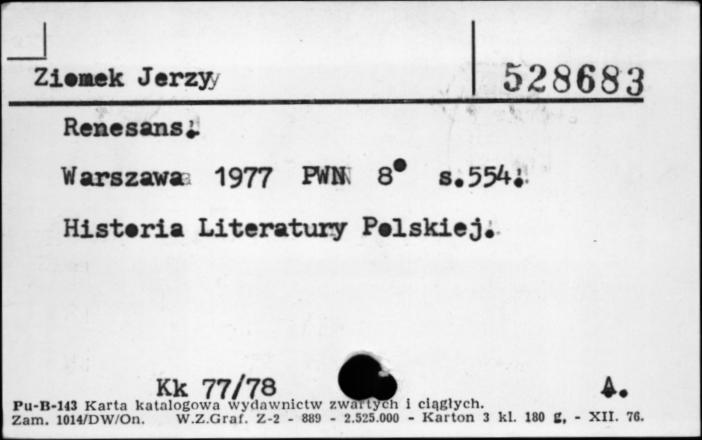 Ziomek Jerzy 528683
Renesans.
Warszawa 1977 PWN 8° s.554.
Historia Literatury Polskiej.
Kk 77/78 A.
Pu-B-143 Karta katalogowa wydawnictw zwartych i ciągłych.
Zam. 1014/DW/On. W.Z.Graf. Z-2 - 889 - 2.525.000 - Karton 3 kl. 180 g, - XII. 76.